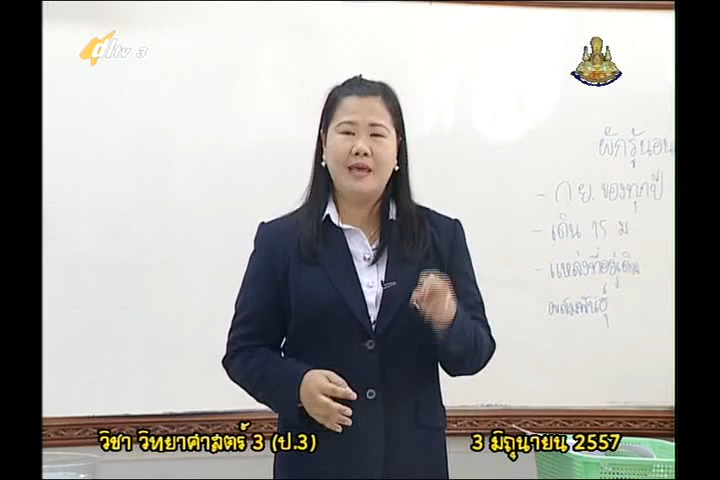 dltv 3
ผักรู้นอน
- ก.ย. ของทุกปี
- เดิน 15 ม
- แหล่งที่อยู่เดิม
ผสมพันธุ์
วิชา วิทยาศาสตร์ 3 (ป.3)
3 มิถุนายน 2557